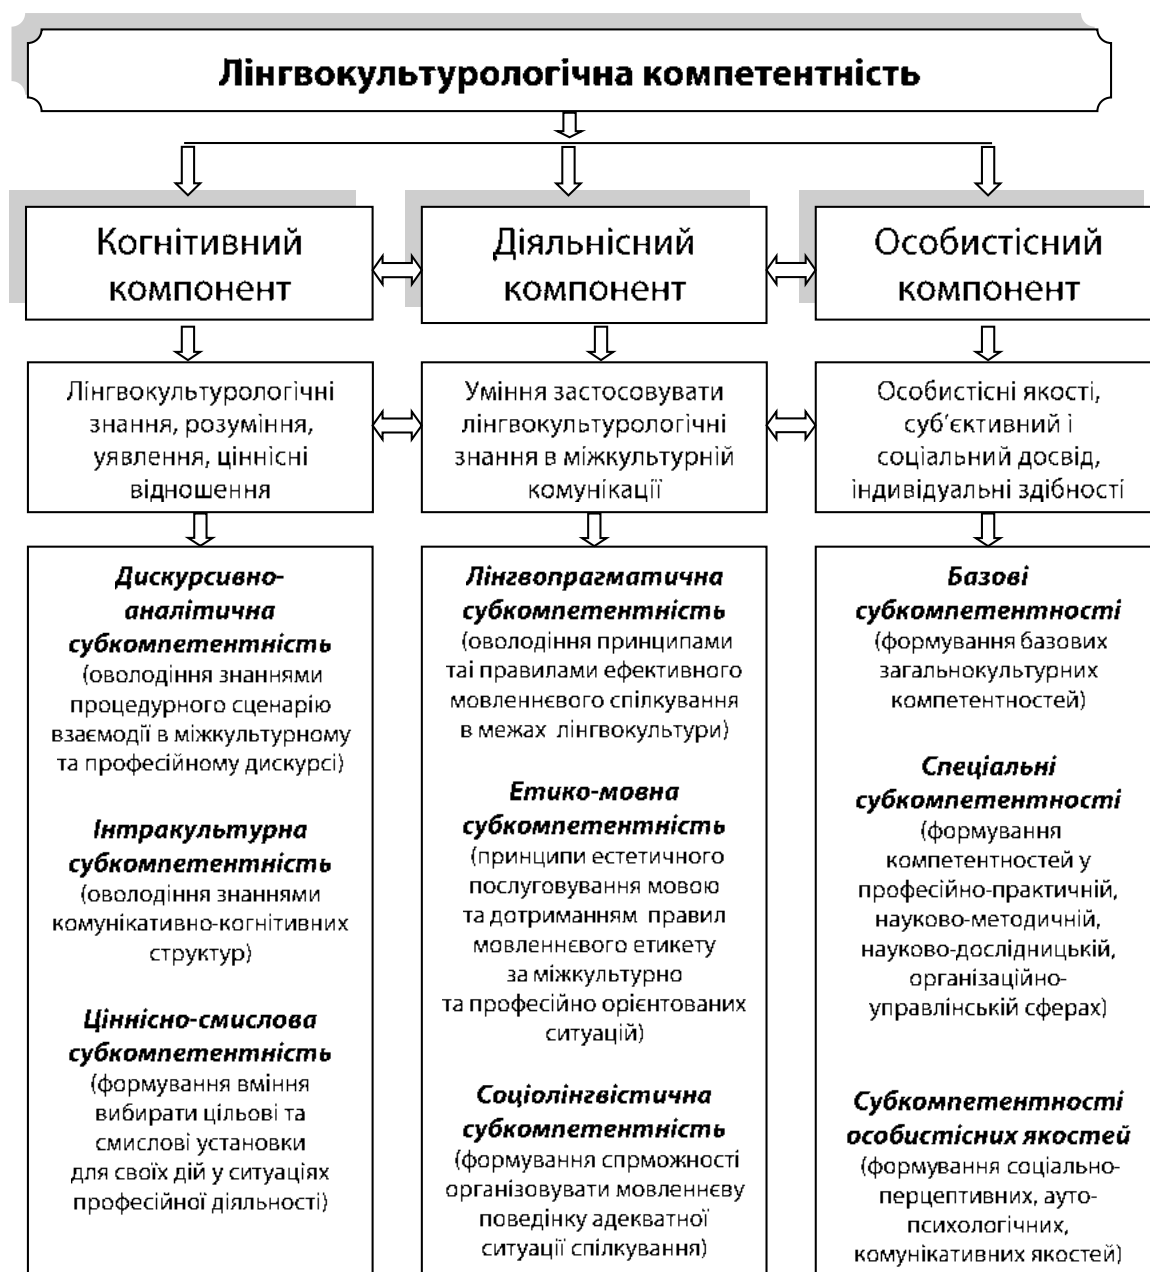 Лінгвокультурологічна компетентність
Когнітивний
компонент
Діяльнісний
компонент
Особистісний
компонент
Лінгвокультурологічні
знання, розуміння,
уявлення, ціннісні
відношення
Уміння застосовувати
лінгвокультурологічні
знання в міжкультурній
комунікації
Особистісні якості,
суб‘єктивний і
соціальний досвід,
індивідуальні здібності
Дискурсивно-
аналітична
субкомпетентність
(оволодіння знаннями
процедурного сценарію
взаємодії в міжкультурному
та професійному дискурсі)
Інтракультурна
субкомпетентність
(оволодіння знаннями
комунікативно-когнітивних
структур)
Ціннісно-смислова
субкомпетентність
(формування вміння
вибирати цільові та
смислові установки
для своїх дій у ситуаціях
професійної діяльності)
Лінгвопрагматична
субкомпетентність
(оволодіння принципами
таі правилами ефективного
мовленнєвого спілкування
в межах лінгвокультури)
Етико-мовна
субкомпетентність
(принципи естетичного
послуговування мовою
та дотриманням правил
мовленнєвого етикету
за міжкультурно
та професійно орієнтованих
ситуацій)
Соціолінгвістична
субкомпетентність
(формування спрможності
організовувати мовленнєву
поведінку адекватної
ситуації спілкування)
Базові
субкомпетентності
(формування базових
загальнокультурних
компетентностей)
Спеціальні
субкомпетентності
(формування
компетентностей у
професійно-практичній,
науково-методичній,
науково-дослідницькій,
організаційно-
управлінській сферах)
Субкомпетентності
особистісних якостей
(формування соціально-
перцептивних, ауто-
психологічних,
комунікативних якостей)